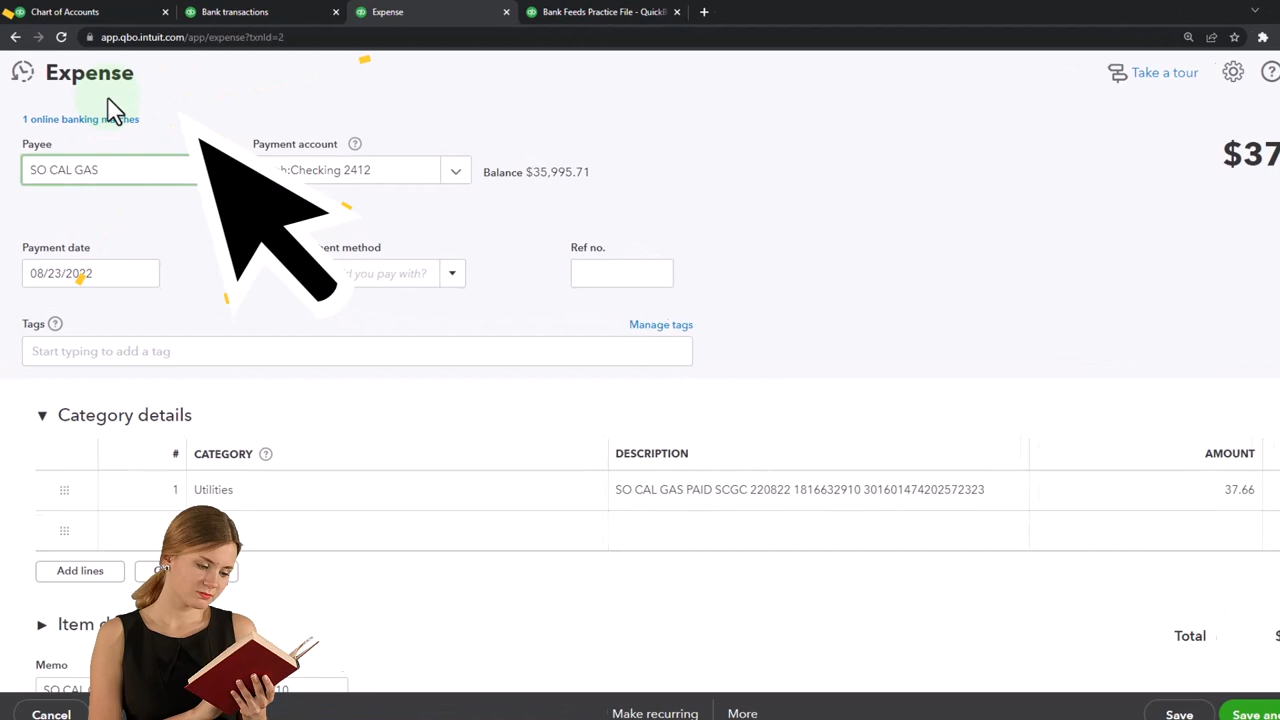 Chart of Accounts
Bank transactions
Expense
Bank Feeds Practice File - QuickB
app.qbo.intuit.com/app/expense?txnId=2
Expense
Take a tour
1 online banking
Payee
Payment account
SO CAL GAS
:Checking 2412
Balance $35,995.71
$37
Payment date
method
Ref no.
08/23/2022
you pay with?
Tags
Manage tags
Start typing to add a tag
Category details
# CATEGORY DESCRIPTION AMOUNT
1 Utilities SO CAL GAS PAID SCGC 220822 1816632910 301601474202572323 37.66
Add lines
Item
Total
Memo
SO CAL
Cancel
Make recurring
More
Save
Save and